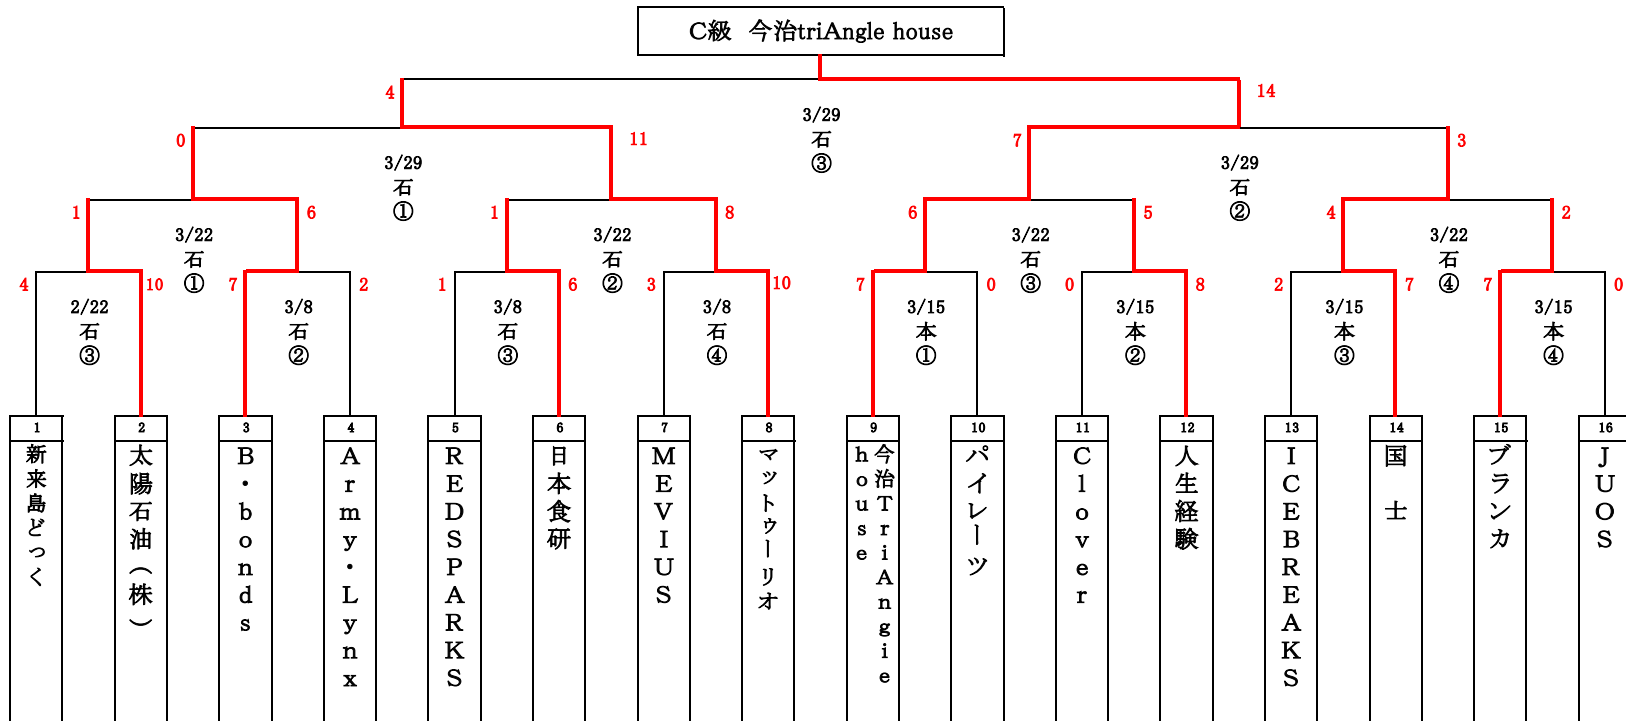 C級 今治triAngle house
4
14
3/29
石
③
0
11
7
3
3/29
石
①
3/29
石
②
1
6
1
8
6
5
4
2
3/22
石
①
3/22
石
②
3/22
石
③
3/22
石
④
4
10
7
2
1
6
3
10
7
0
0
8
2
7
7
0
2/22
石
③
3/8
石
②
3/8
石
③
3/8
石
④
3/15
本
①
3/15
本
②
3/15
本
③
3/15
本
④
1
新来島どっく
2
太陽石油(株)
3
B・bonds
4
Army・Lynx
5
REDSPARKS
6
日本食研
7
MEVIUS
8
マットゥーリオ
9
今治TriAngie
house
10
パイレーツ
11
Clover
12
人生経験
13
ICEBREAKS
14
国 士
15
ブランカ
16
JUOS